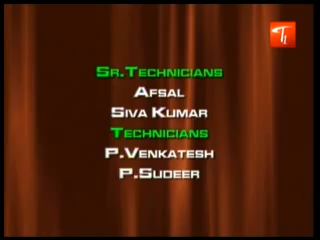 Sr.Technicians
Afsal
Siva Kumar
Technicians
P.Venkatesh
P.Sudeer